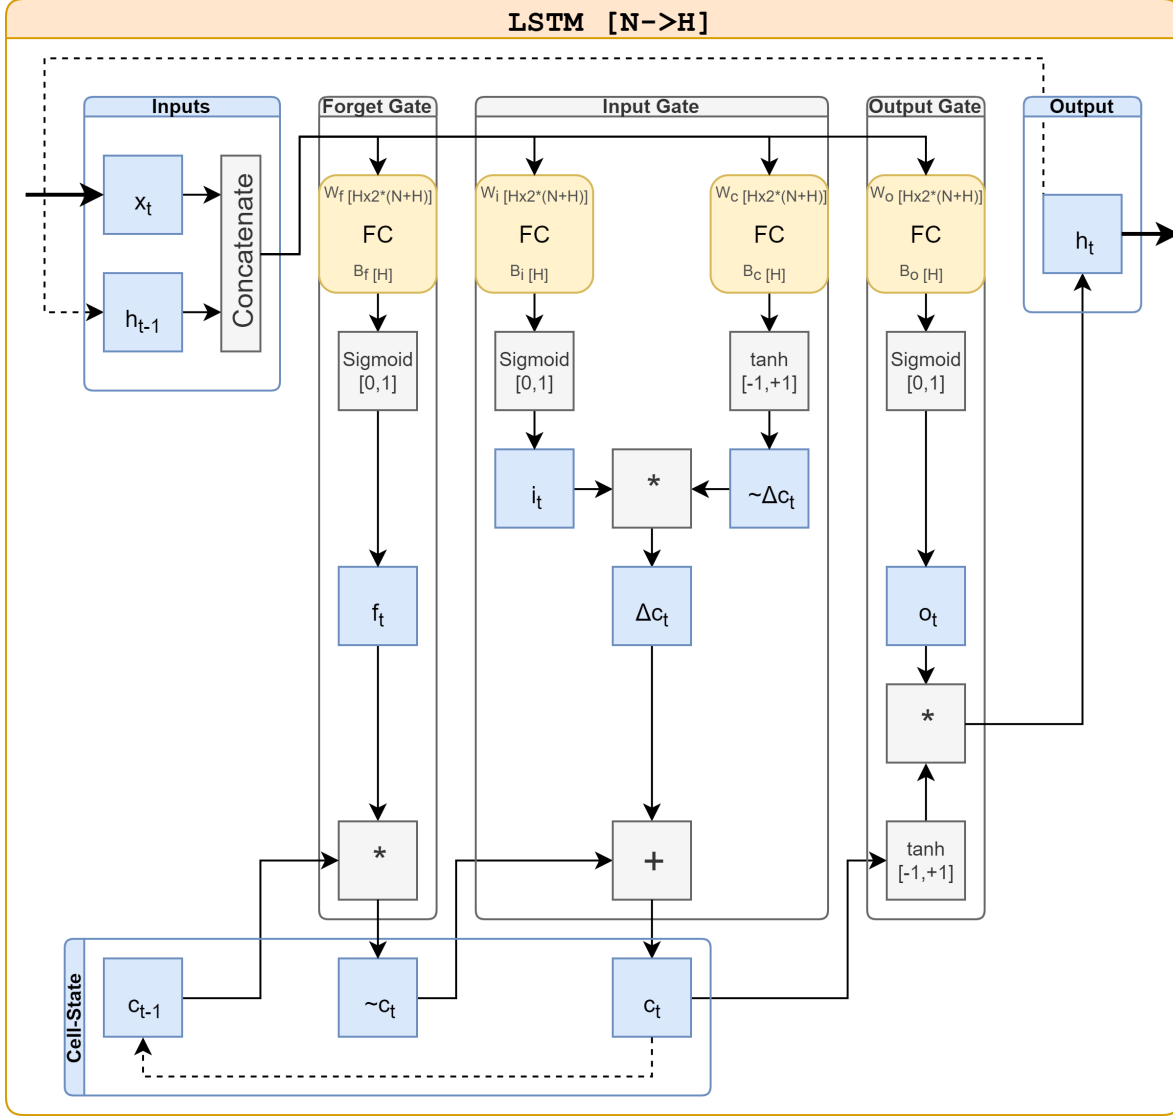 LSTM [N->H]
Inputs
Forget Gate
Input Gate
Output Gate
Output
xt
ht-1
Concatenate
Wf [Hx2*(N+H)]
FC
Bf [H]
Wi [Hx2*(N+H)]
FC
Bi [H]
Wc [Hx2*(N+H)]
FC
Bc [H]
Wo [Hx2*(N+H)]
FC
Bo [H]
ht
Sigmoid
[0,1]
Sigmoid
[0,1]
tanh
[-1,+1]
Sigmoid
[0,1]
it
*
~Δct
ft
Δct
ot
*
*
+
tanh
[-1,+1]
Cell-State
ct-1
~ct
ct